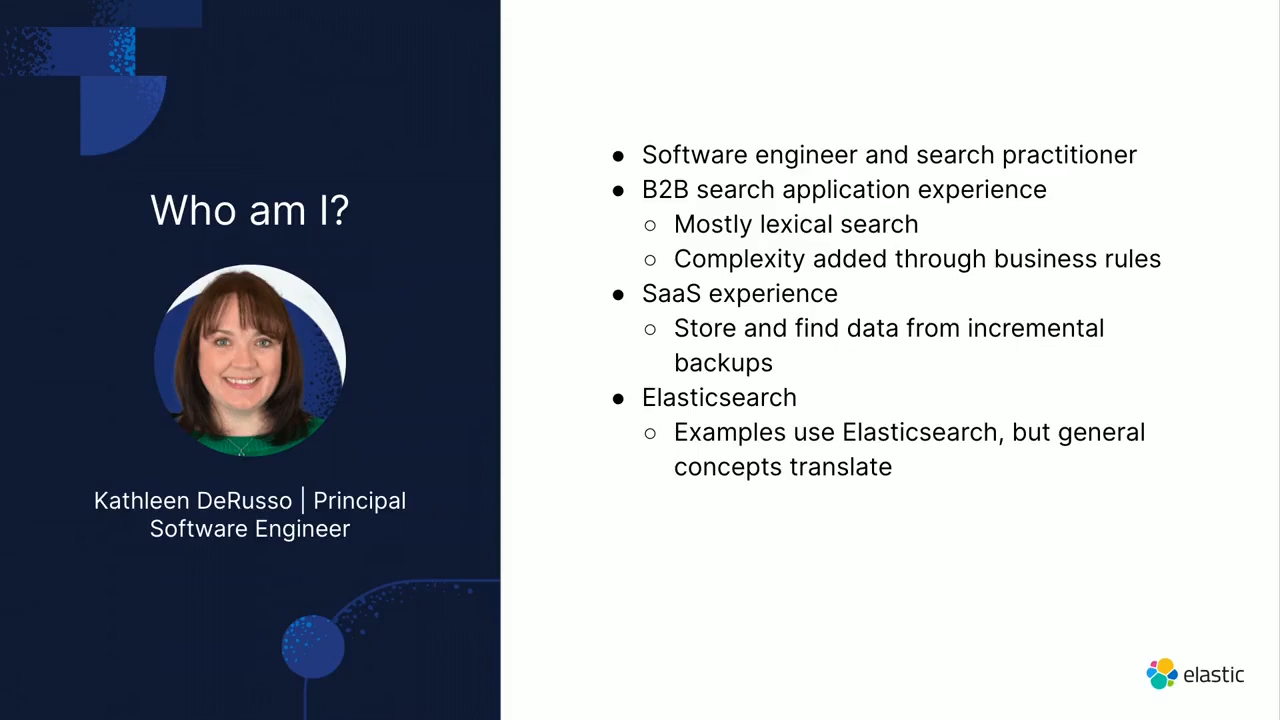 Who am I?
Kathleen DeRusso | Principal
Software Engineer
● Software engineer and search practitioner
● B2B search application experience
○ Mostly lexical search
○ Complexity added through business rules
● SaaS experience
○ Store and find data from incremental
backups
● Elasticsearch
○ Examples use Elasticsearch, but general
concepts translate
elastic